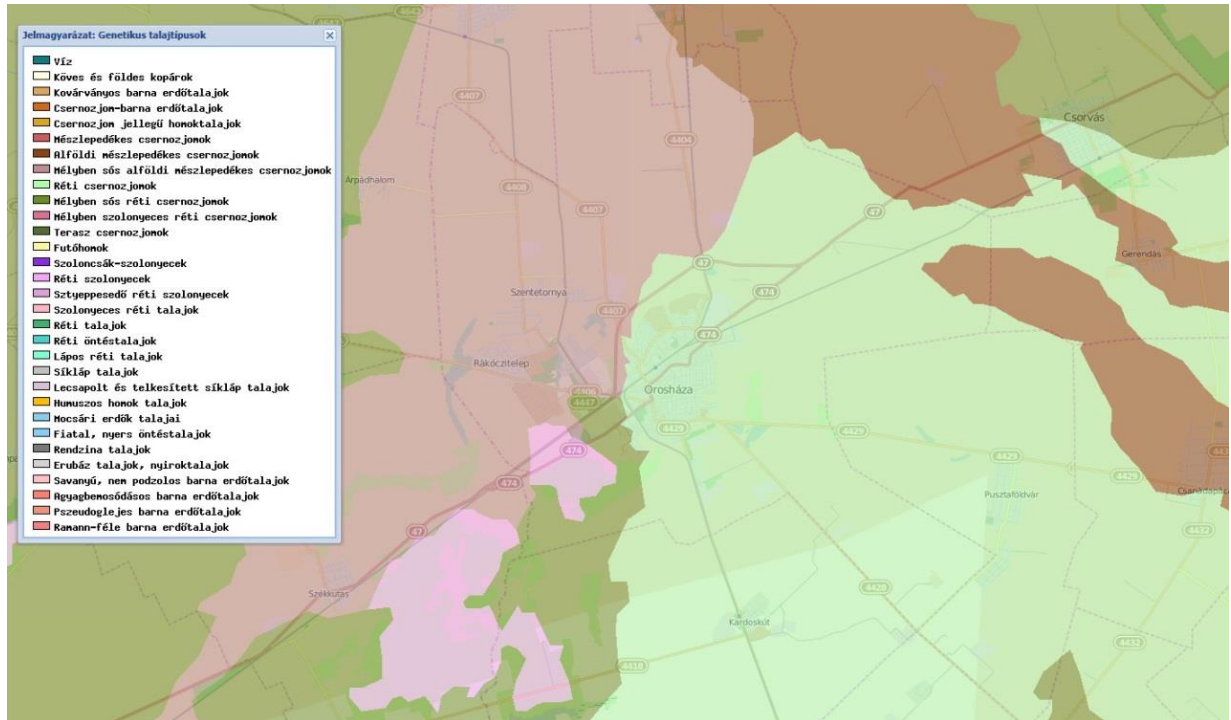 Jelmagyarázat: Genetikus talajtípusok
Víz
Köves és földes kopárok
Kovárványos barna erdőtalajok
Csernozjom-barna erdőtalajok
Csernozjom jellegű homoktalajok
Mészlepedékes csernozjomok
Alföldi mészlepedékes csernozjomok
Mélyben sós alföldi mészlepedékes csernozjomok
Réti csernozjomok
Mélyben sós réti csernozjomok
Mélyben szolonyeces réti csernozjomok
Terasz csernozjomok
Futóhomok
Szoloncsák-szolonyecek
Réti szolonyecek
Sztyeppesedő réti szolonyecek
Szolonyeces réti talajok
Réti talajok
Réti öntéstalajok
Lápos réti talajok
Síkláp talajok
Lecsapolt és telkesített síkláp talajok
Humuszos homok talajok
Mocsári erdők talajai
Fiatal, nyers öntéstalajok
Rendzina talajok
Erubáz talajok, nyiroktalajok
Savanyú, nem podzolos barna erdőtalajok
Agyagbemosódásos barna erdőtalajok
Pszeudoglejes barna erdőtalajok
Ramann-féle barna erdőtalajok
4407
4404
Csorvás
Árpádhalom
4408
4407
47
Gerendás
47
474
Szentetornya
4407
474
Rákóczitelep
4406
4447
Orosháza
4429
4429
474
4429
4429
474
Pusztaföldvár
Csanádapáca
47
4432
4428
Székkutas
Kardoskút
4418
4432